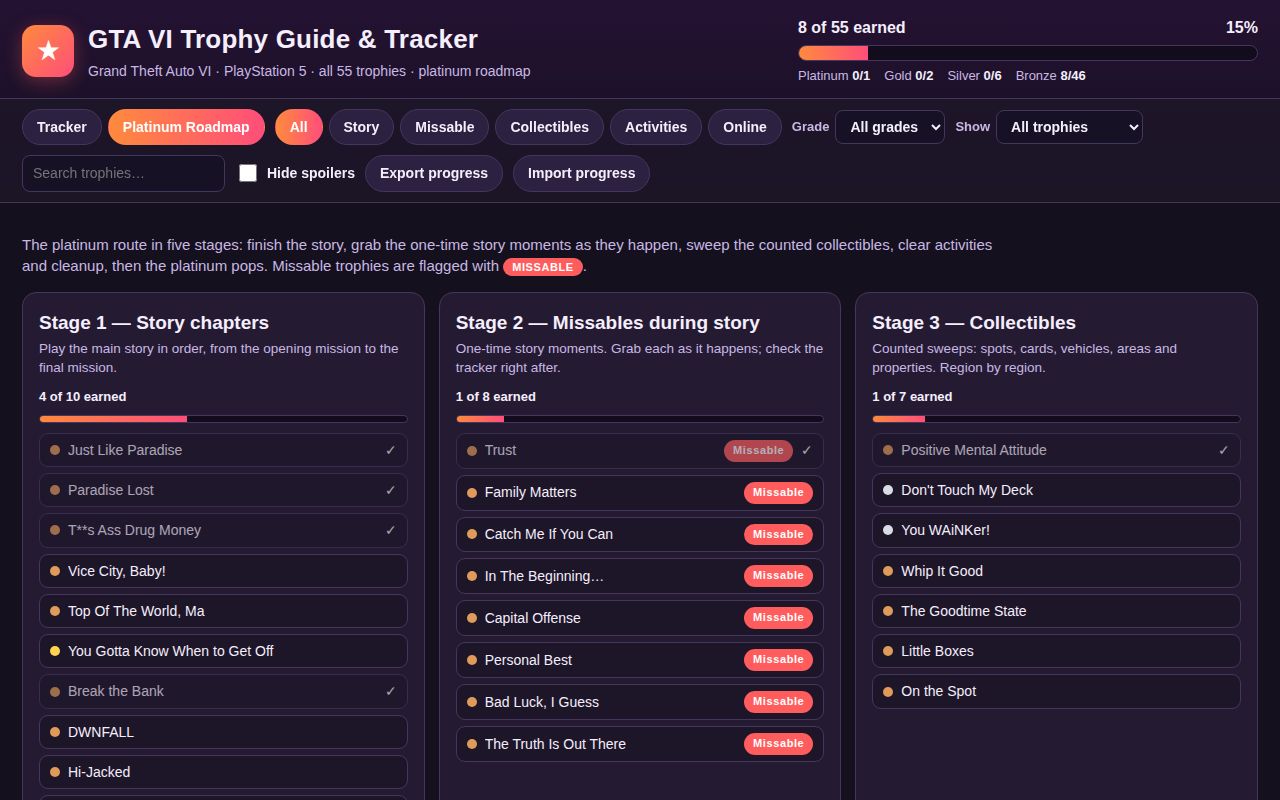 ★
GTA VI Trophy Guide & Tracker
Grand Theft Auto VI · PlayStation 5 · all 55 trophies · platinum roadmap
8 of 55 earned 15%
Platinum 0/1 Gold 0/2 Silver 0/6 Bronze 8/46
Tracker Platinum Roadmap All Story Missable Collectibles Activities Online Grade All grades Show All trophies
Search trophies… Hide spoilers Export progress Import progress
The platinum route in five stages: finish the story, grab the one-time story moments as they happen, sweep the counted collectibles, clear activities
and cleanup, then the platinum pops. Missable trophies are flagged with MISSABLE.
Stage 1 — Story chapters
Play the main story in order, from the opening mission to the
final mission.
4 of 10 earned
Just Like Paradise ✓
Paradise Lost ✓
T**s Ass Drug Money ✓
Vice City, Baby!
Top Of The World, Ma
You Gotta Know When to Get Off
Break the Bank ✓
DWNFALL
Hi-Jacked
Stage 2 — Missables during story
One-time story moments. Grab each as it happens; check the
tracker right after.
1 of 8 earned
Trust Missable ✓
Family Matters Missable
Catch Me If You Can Missable
In The Beginning… Missable
Capital Offense Missable
Personal Best Missable
Bad Luck, I Guess Missable
The Truth Is Out There Missable
Stage 3 — Collectibles
Counted sweeps: spots, cards, vehicles, areas and
properties. Region by region.
1 of 7 earned
Positive Mental Attitude ✓
Don't Touch My Deck
You WAiNKer!
Whip It Good
The Goodtime State
Little Boxes
On the Spot